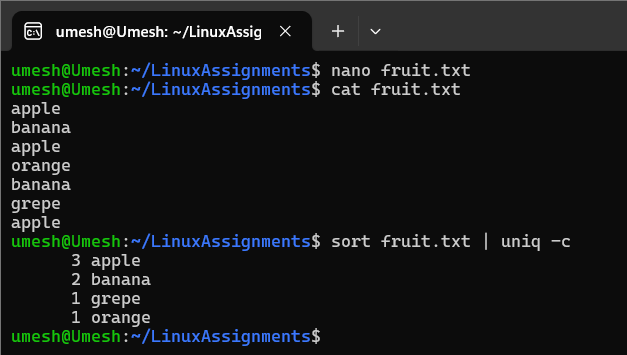 umesh@Umesh: ~/LinuxAssig
umesh@Umesh:~/LinuxAssignments$ nano fruit.txt
umesh@Umesh:~/LinuxAssignments$ cat fruit.txt
apple
banana
apple
orange
banana
grepe
apple
umesh@Umesh:~/LinuxAssignments$ sort fruit.txt | uniq -c
3 apple
2 banana
1 grepe
1 orange
umesh@Umesh:~/LinuxAssignments$